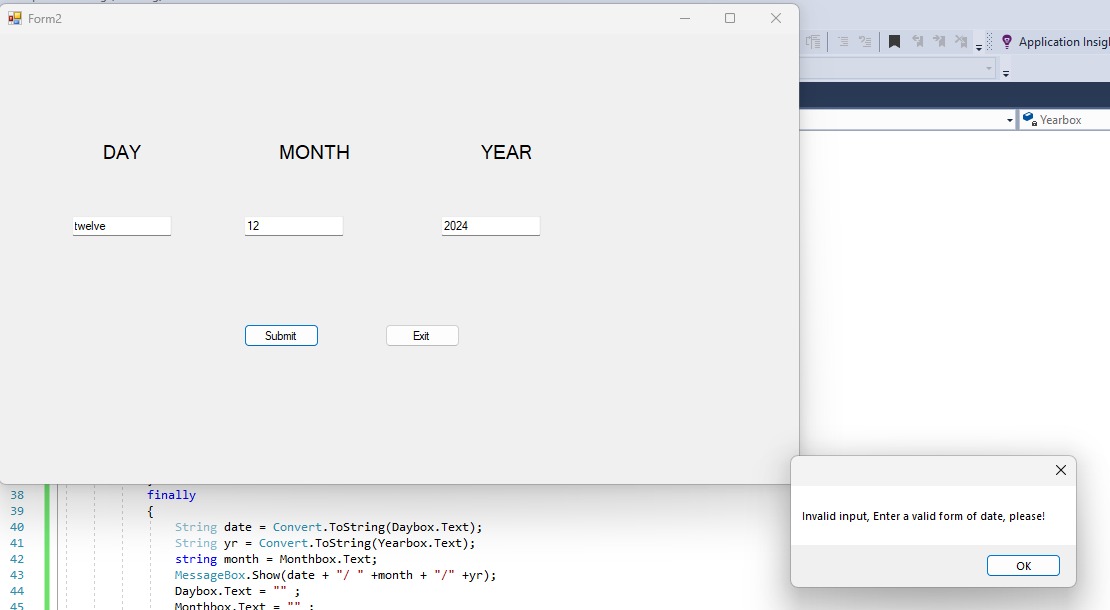 Form2
Application Insigh
Yearbox
DAY MONTH YEAR
twelve 12 2024
Submit Exit
38 finally
39 {
40 String date = Convert.ToString(Daybox.Text);
41 String yr = Convert.ToString(Yearbox.Text);
42 string month = Monthbox.Text;
43 MessageBox.Show(date + "/ " +month + "/" +yr);
44 Daybox.Text = "" ;
45 Monthbox.Text = "" ;
Invalid input, Enter a valid form of date, please!
OK